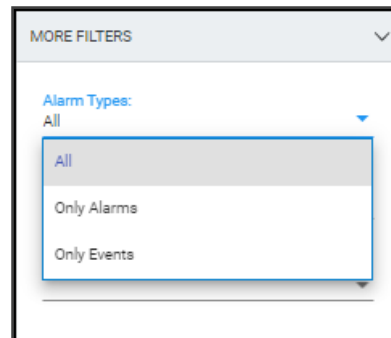 MORE FILTERS
Alarm Types:
All
All
Only Alarms
Only Events